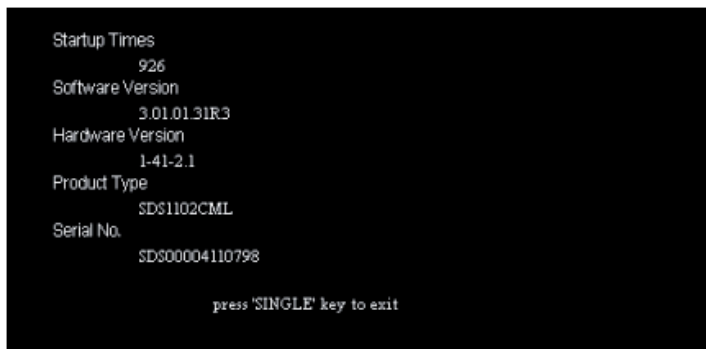 Startup Times
926
Software Version
3.01.01.31R3
Hardware Version
1-41-2.1
Product Type
SDS1102CML
Serial No.
SDS00004110798
press 'SINGLE' key to exit